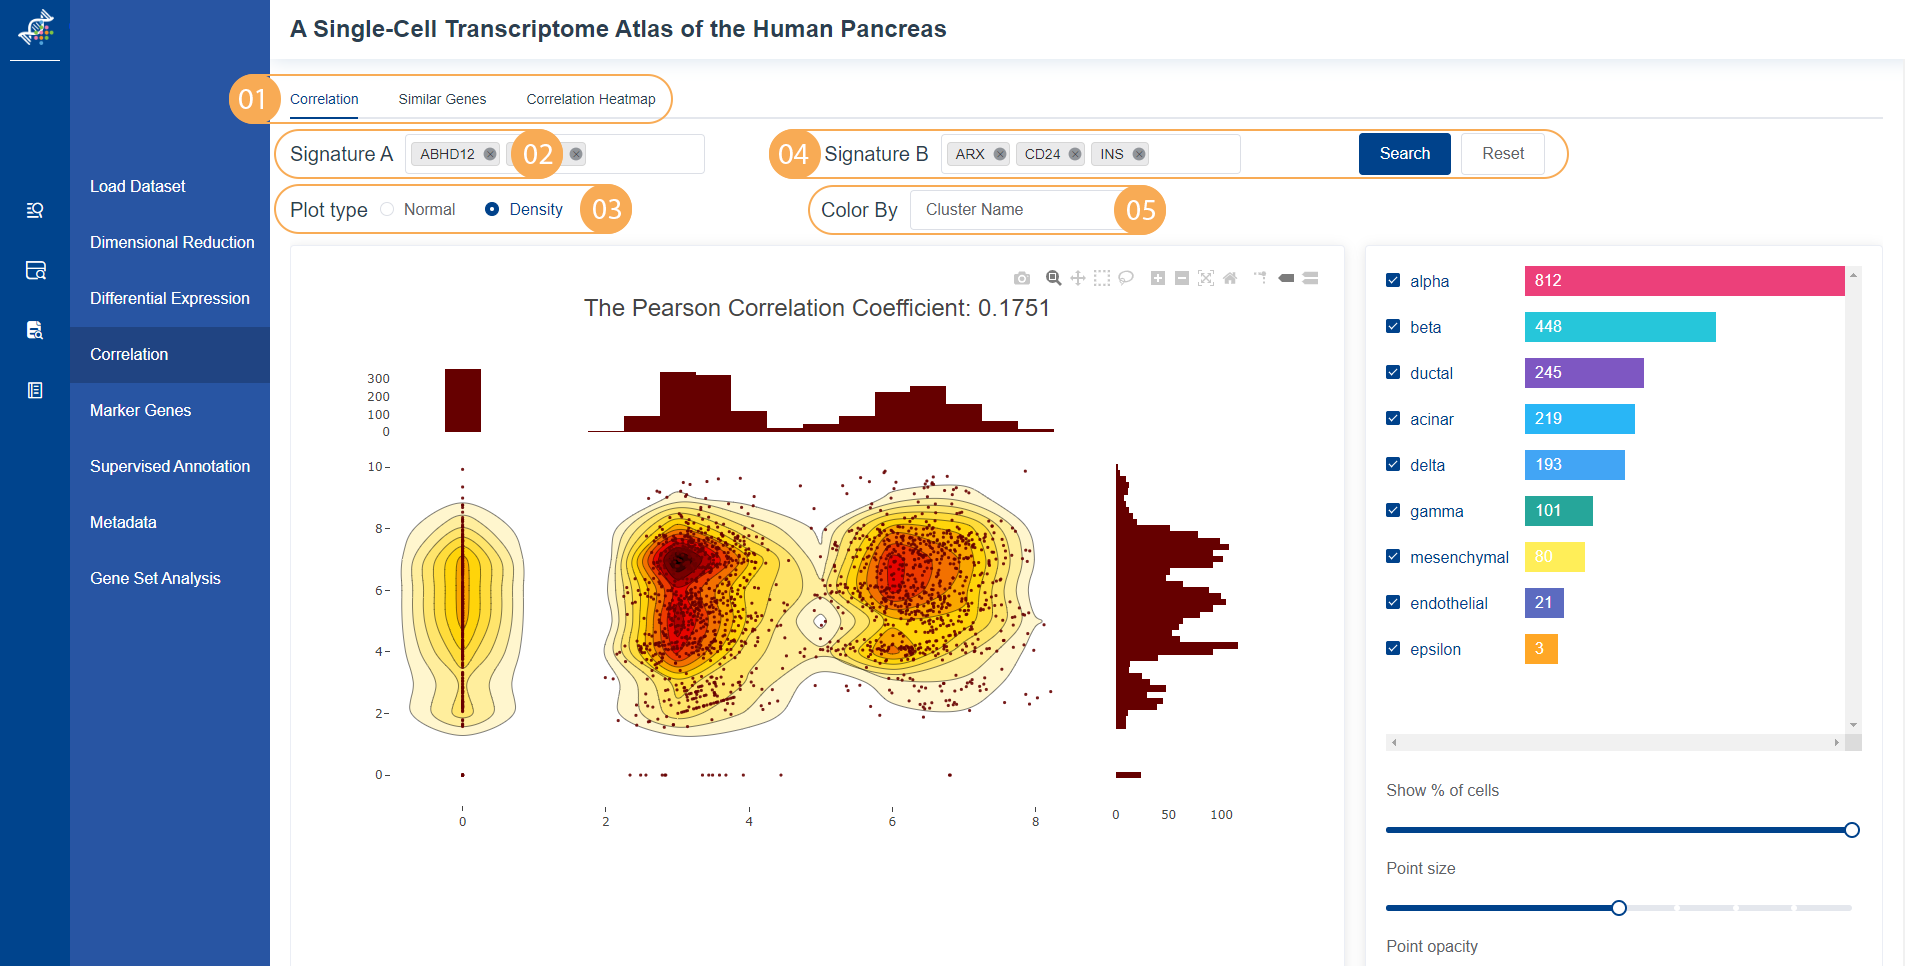 A Single-Cell Transcriptome Atlas of the Human Pancreas
01 Correlation Similar Genes Correlation Heatmap
Signature A ABHD12 02
04 Signature B ARX CD24 INS Search Reset
Plot type Normal Density 03
Color By Cluster Name 05
Load Dataset
Dimensional Reduction
Differential Expression
Correlation
Marker Genes
Supervised Annotation
Metadata
Gene Set Analysis
The Pearson Correlation Coefficient: 0.1751
300
200
100
0
10
8
6
4
2
0
0 2 4 6 8
0 50 100
alpha 812
beta 448
ductal 245
acinar 219
delta 193
gamma 101
mesenchymal 80
endothelial 21
epsilon 3
Show % of cells
Point size
Point opacity